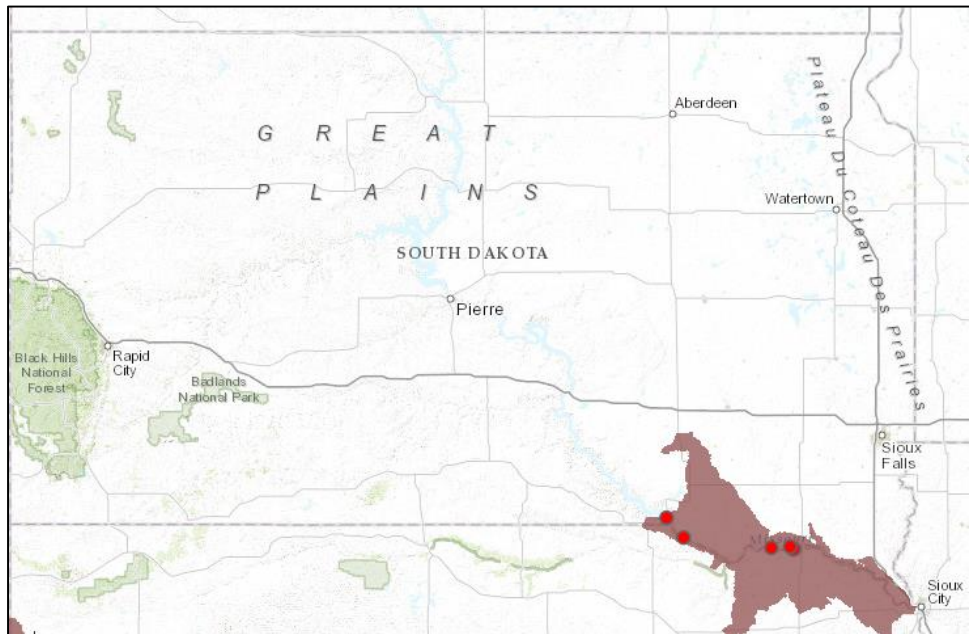 Aberdeen
Plateau Du Coteau Des Prairies
G R E A T
P L A I N S
Watertown
SOUTH DAKOTA
Pierre
Rapid
City
Black Hills
National
Forest
Badlands
National Park
Sioux
Falls
Sioux
City